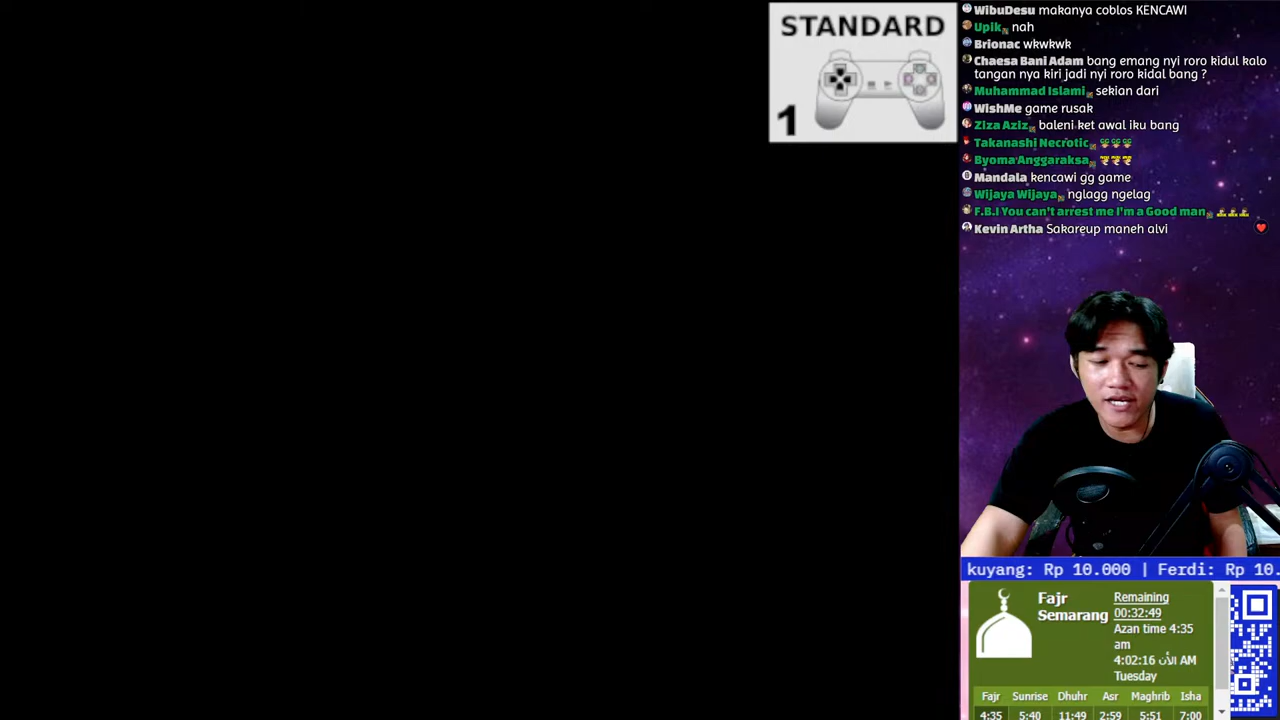 STANDARD
1
WibuDesu makanya coblos KENCAWI
Upik nah
Brionac wkwkwk
Chaesa Bani Adam bang emang nyi roro kidul kalo
tangan nya kiri jadi nyi roro kidal bang ?
Muhammad Islami sekian dari
WishMe game rusak
Ziza Aziz baleni ket awal iku bang
Takanashi Necrotic
Byoma Anggaraksa
Mandala kencawi gg game
Wijaya Wijaya nglagg ngelag
F.B.I You can't arrest me I'm a Good man
Kevin Artha Sakareup maneh alvi
kuyang: Rp 10.000 | Ferdi: Rp 10.
Fajr
Semarang
Remaining
00:32:49
Azan time 4:35
am
4:02:16 الآن AM
Tuesday
Fajr Sunrise Dhuhr Asr Maghrib Isha
4:35 5:40 11:49 2:59 5:51 7:00